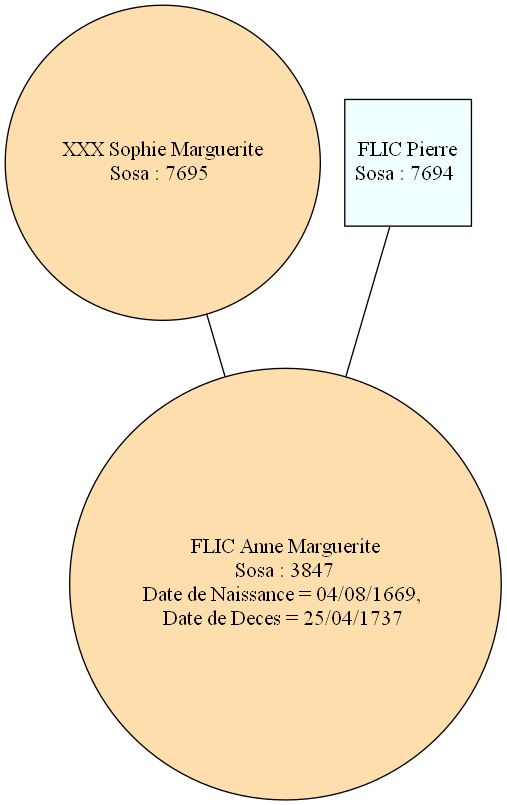 XXX Sophie Marguerite
Sosa : 7695
FLIC Pierre
Sosa : 7694
FLIC Anne Marguerite
Sosa : 3847
Date de Naissance = 04/08/1669,
Date de Deces = 25/04/1737